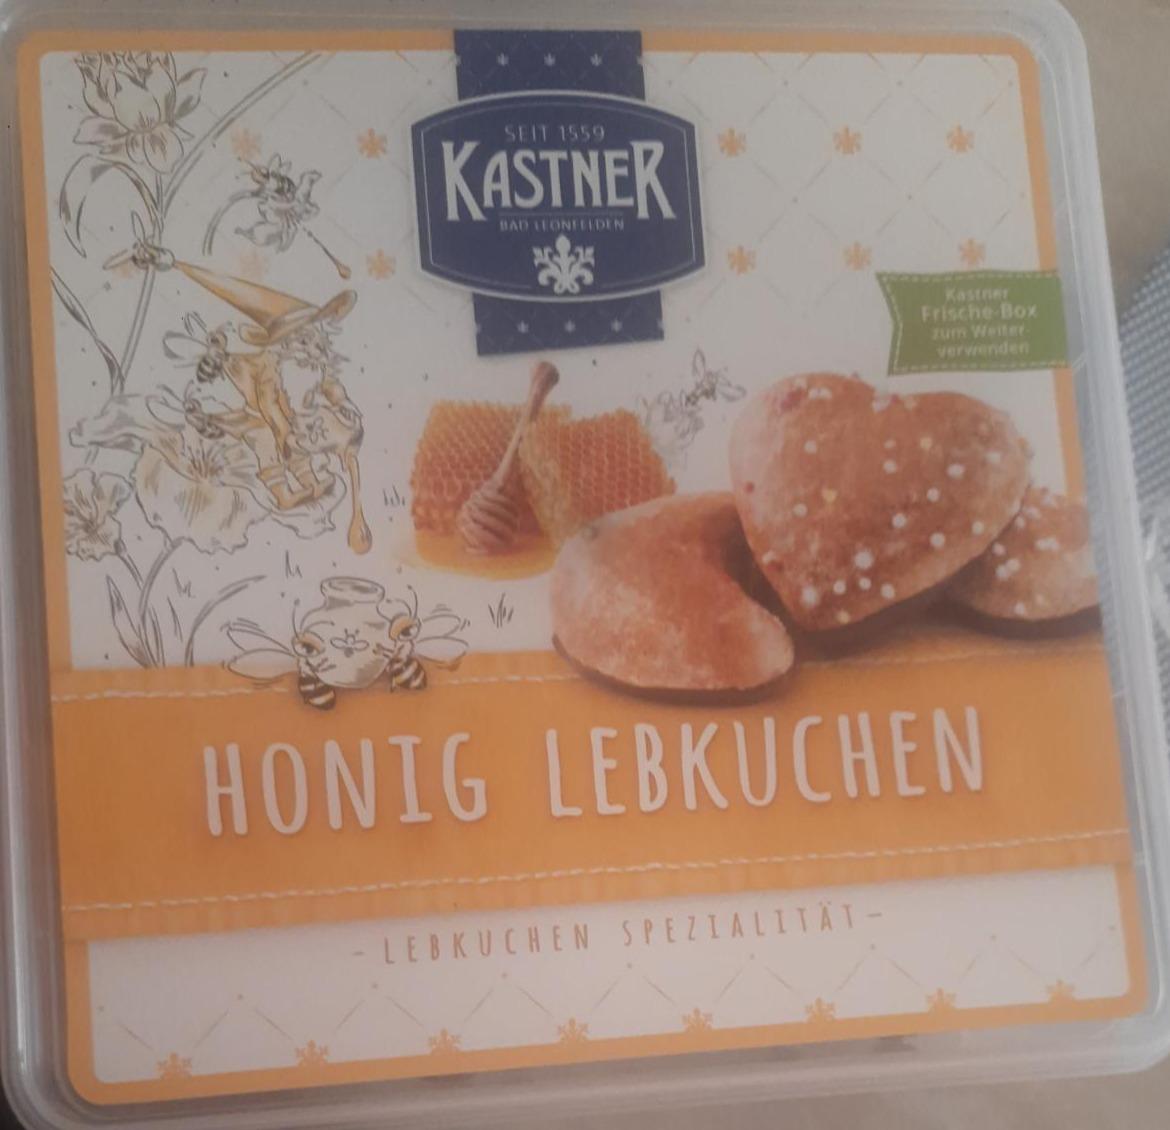 SEIT 1559
KASTNER
BAD LEONFELDEN
Kastner
Frische-Box
zum Weiter-
verwenden
HONIG LEBKUCHEN
- LEBKUCHEN SPEZIALITÄT -